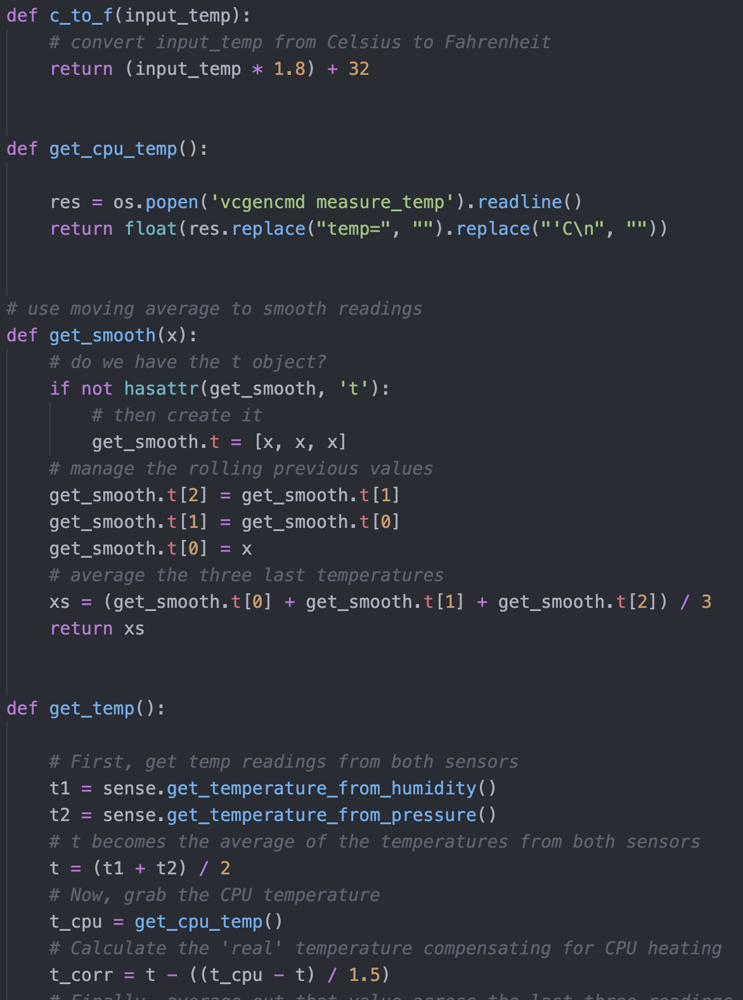 def c_to_f(input_temp):
    # convert input_temp from Celsius to Fahrenheit
    return (input_temp * 1.8) + 32
def get_cpu_temp():
    res = os.popen('vcgencmd measure_temp').readline()
    return float(res.replace("temp=", "").replace("'C\n", ""))
# use moving average to smooth readings
def get_smooth(x):
    # do we have the t object?
    if not hasattr(get_smooth, 't'):
        # then create it
        get_smooth.t = [x, x, x]
    # manage the rolling previous values
    get_smooth.t[2] = get_smooth.t[1]
    get_smooth.t[1] = get_smooth.t[0]
    get_smooth.t[0] = x
    # average the three last temperatures
    xs = (get_smooth.t[0] + get_smooth.t[1] + get_smooth.t[2]) / 3
    return xs
def get_temp():
    # First, get temp readings from both sensors
    t1 = sense.get_temperature_from_humidity()
    t2 = sense.get_temperature_from_pressure()
    # t becomes the average of the temperatures from both sensors
    t = (t1 + t2) / 2
    # Now, grab the CPU temperature
    t_cpu = get_cpu_temp()
    # Calculate the 'real' temperature compensating for CPU heating
    t_corr = t - ((t_cpu - t) / 1.5)
    # Finally, average out that value across the last three readings